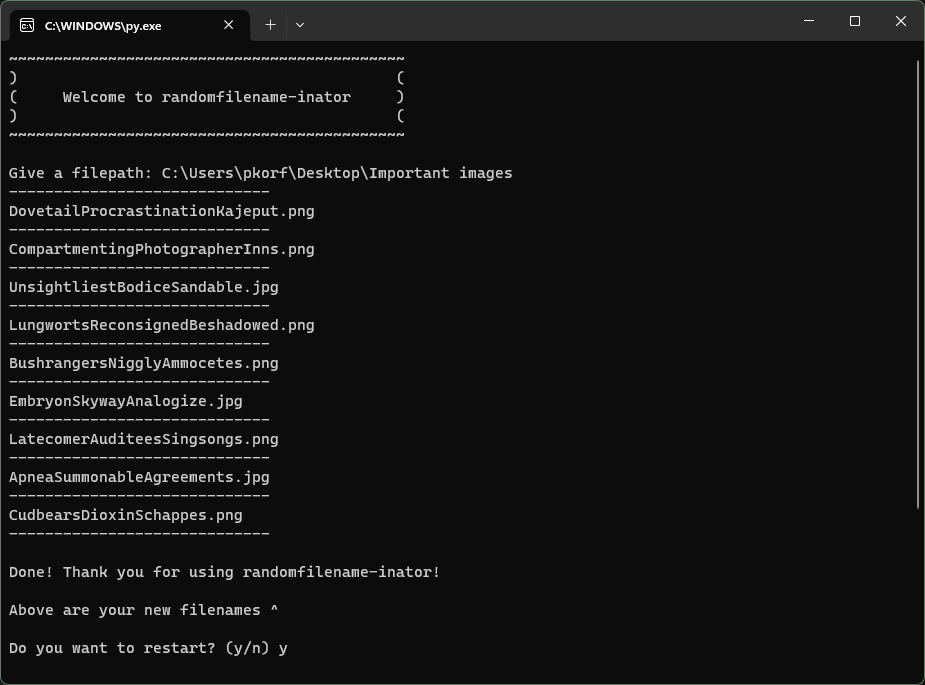 C:\WINDOWS\py.exe
~~~~~~~~~~~~~~~~~~~~~~~~~~~~~~~~~~~~~~~~~~~~
)                                          (
(     Welcome to randomfilename-inator     )
)                                          (
~~~~~~~~~~~~~~~~~~~~~~~~~~~~~~~~~~~~~~~~~~~~
Give a filepath: C:\Users\pkorf\Desktop\Important images
-----------------------------
DovetailProcrastinationKajeput.png
-----------------------------
CompartmentingPhotographerInns.png
-----------------------------
UnsightliestBodiceSandable.jpg
-----------------------------
LungwortsReconsignedBeshadowed.png
-----------------------------
BushrangersNigglyAmmocetes.png
-----------------------------
EmbryonSkywayAnalogize.jpg
-----------------------------
LatecomerAuditeesSingsongs.png
-----------------------------
ApneaSummonableAgreements.jpg
-----------------------------
CudbearsDioxinSchappes.png
-----------------------------
Done! Thank you for using randomfilename-inator!
Above are your new filenames ^
Do you want to restart? (y/n) y